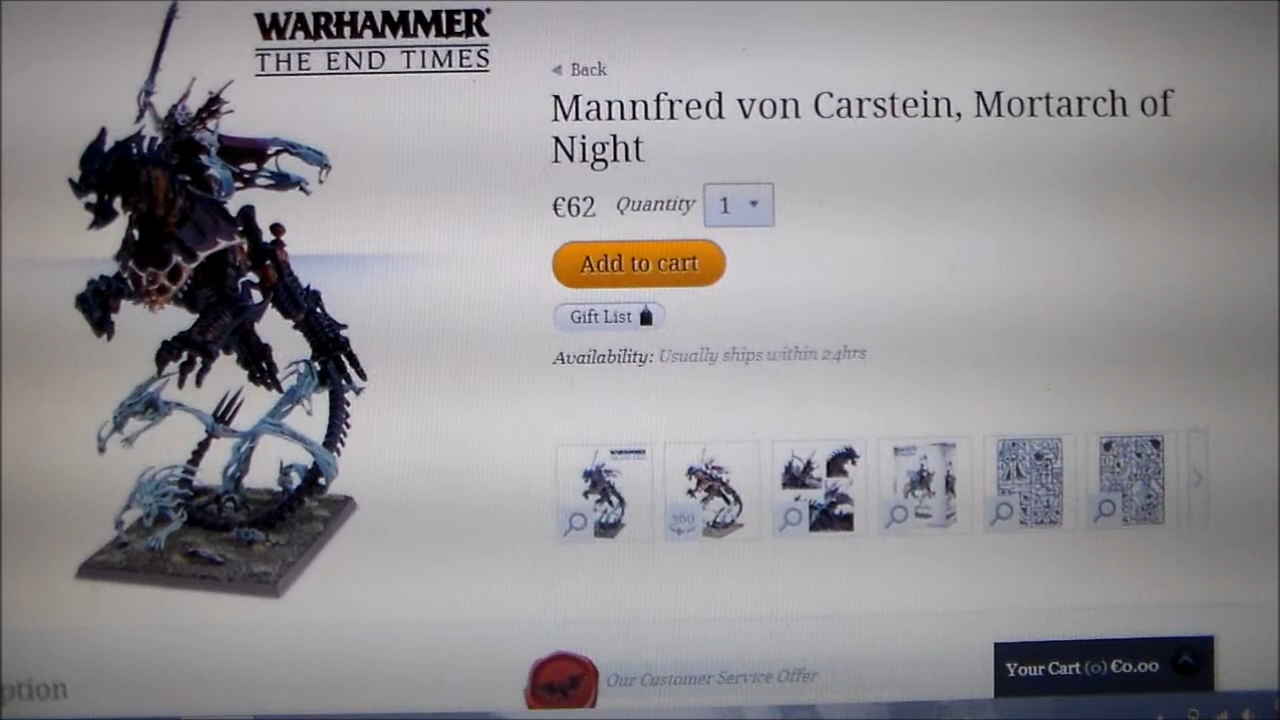 WARHAMMER
THE END TIMES
Back
Mannfred von Carstein, Mortarch of
Night
€62 Quantity 1
Add to cart
Gift List
Availability: Usually ships within 24hrs
360
Our Customer Service Offer
Your Cart (0) €0.00
ption